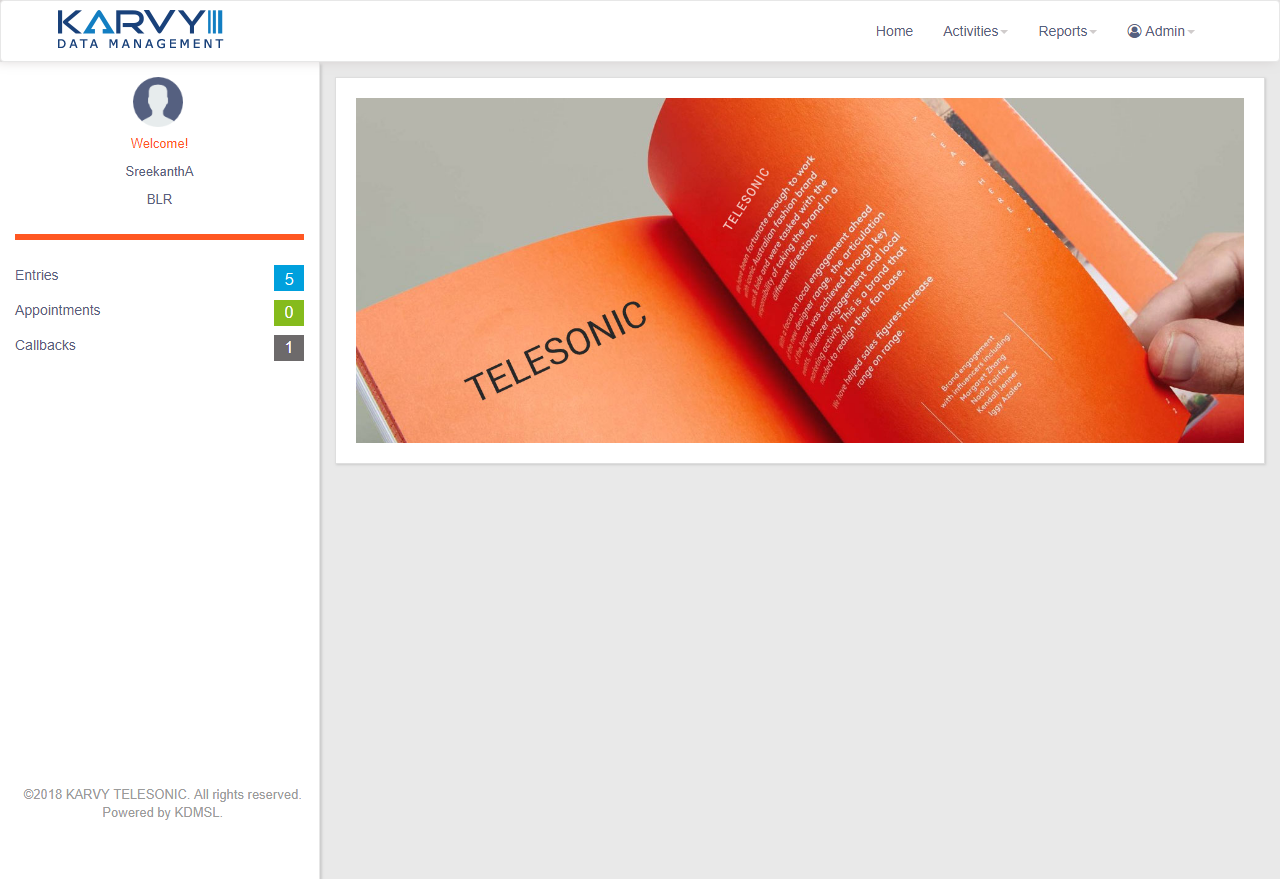 KARVY
DATA MANAGEMENT
Home
Activities
Reports
Admin
Welcome!
SreekanthA
BLR
Entries
5
Appointments
0
Callbacks
1
©2018 KARVY TELESONIC. All rights reserved.
Powered by KDMSL.
TELESONIC
TELESONIC
fortunate enough to work
with iconic Australian fashion brand
and were tasked with the
responsibility of taking the brand in a
different direction.
With a focus on local engagement ahead
of the new designer range, the articulation
of the brand was achieved through key
events, influencer engagement and local
marketing activity. This is a brand that
needed to realign their fan base.
We have helped sales figures increase
range on range.
Brand engagement
with influencers including,
Margaret Zhang
Nadia Fairfax
Kendall Jenner
Iggy Azalea
TEAR HERE